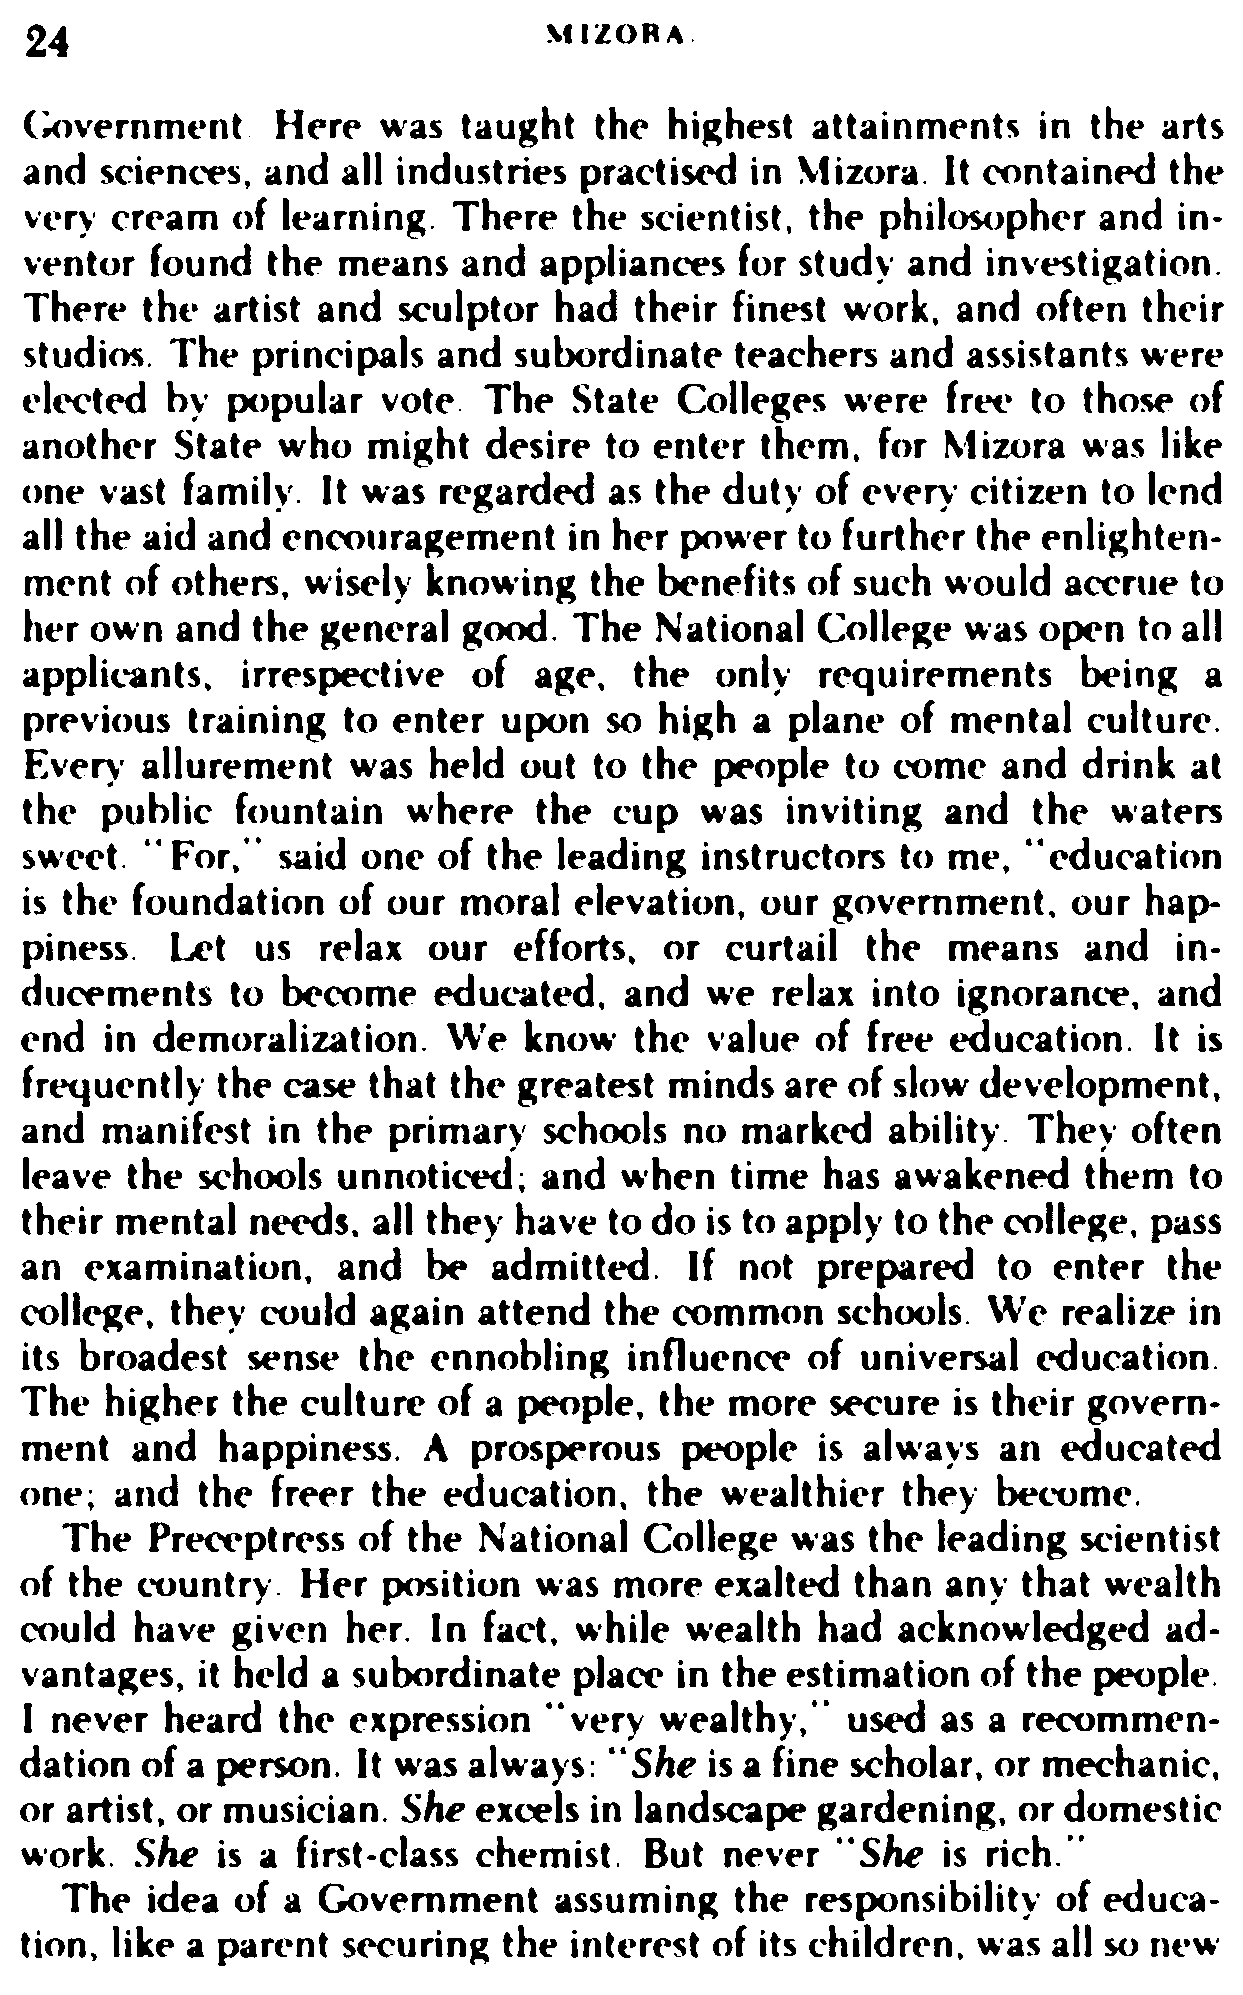 24 MIZORA.
Government. Here was taught the highest attainments in the arts
and sciences, and all industries practised in Mizora. It contained the
very cream of learning. There the scientist, the philosopher and in-
ventor found the means and appliances for study and investigation.
There the artist and sculptor had their finest work, and often their
studios. The principals and subordinate teachers and assistants were
elected by popular vote. The State Colleges were free to those of
another State who might desire to enter them, for Mizora was like
one vast family. It was regarded as the duty of every citizen to lend
all the aid and encouragement in her power to further the enlighten-
ment of others, wisely knowing the benefits of such would accrue to
her own and the general good. The National College was open to all
applicants, irrespective of age, the only requirements being a
previous training to enter upon so high a plane of mental culture.
Every allurement was held out to the people to come and drink at
the public fountain where the cup was inviting and the waters
sweet. "For," said one of the leading instructors to me, "education
is the foundation of our moral elevation, our government, our hap-
piness. Let us relax our efforts, or curtail the means and in-
ducements to become educated, and we relax into ignorance, and
end in demoralization. We know the value of free education. It is
frequently the case that the greatest minds are of slow development,
and manifest in the primary schools no marked ability. They often
leave the schools unnoticed; and when time has awakened them to
their mental needs, all they have to do is to apply to the college, pass
an examination, and be admitted. If not prepared to enter the
college, they could again attend the common schools. We realize in
its broadest sense the ennobling influence of universal education.
The higher the culture of a people, the more secure is their govern-
ment and happiness. A prosperous people is always an educated
one; and the freer the education, the wealthier they become.
The Preceptress of the National College was the leading scientist
of the country. Her position was more exalted than any that wealth
could have given her. In fact, while wealth had acknowledged ad-
vantages, it held a subordinate place in the estimation of the people.
I never heard the expression "very wealthy," used as a recommen-
dation of a person. It was always: "She is a fine scholar, or mechanic,
or artist, or musician. She excels in landscape gardening, or domestic
work. She is a first-class chemist. But never "She is rich."
The idea of a Government assuming the responsibility of educa-
tion, like a parent securing the interest of its children, was all so new